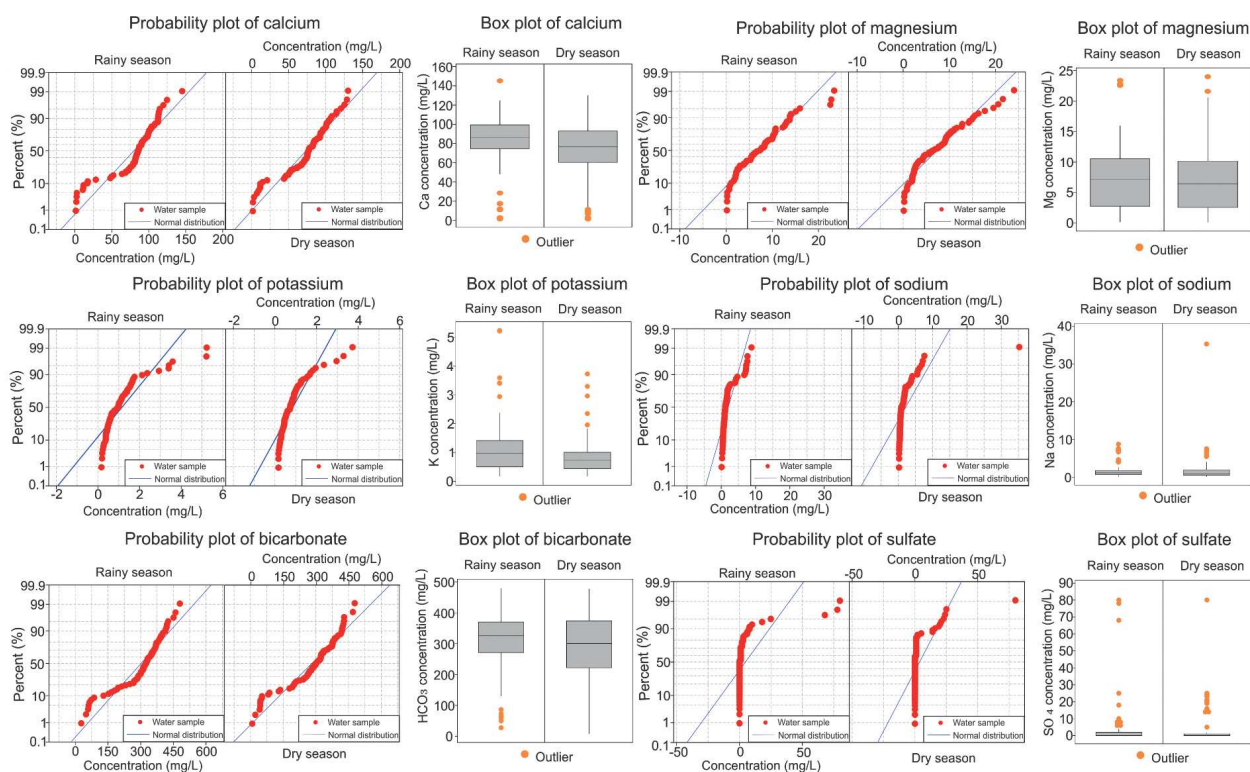 Probability plot of calcium
Concentration (mg/L)
Rainy season
0 50 100 150 200
99.9
99
90
50
10
1
0.1
Percent (%)
Water sample
Normal distribution
Water sample
Normal distribution
0 50 100 150 200
Concentration (mg/L)
Dry season
Box plot of calcium
Rainy season
Dry season
Ca concentration (mg/L)
160
140
120
100
80
60
40
20
0
Outlier
Probability plot of magnesium
Concentration (mg/L)
Rainy season
-10 0 10 20
99.9
99
90
50
10
1
0.1
Percent (%)
Water sample
Normal distribution
Water sample
Normal distribution
-10 0 10 20
Concentration (mg/L)
Dry season
Box plot of magnesium
Rainy season
Dry season
Mg concentration (mg/L)
25
20
15
10
5
0
Outlier
Probability plot of potassium
Concentration (mg/L)
Rainy season
-2 0 2 4 6
99.9
99
90
50
10
1
0.1
Percent (%)
Water sample
Normal distribution
Water sample
Normal distribution
-2 0 2 4 6
Concentration (mg/L)
Dry season
Box plot of potassium
Rainy season
Dry season
K concentration (mg/L)
5
4
3
2
1
0
Outlier
Probability plot of sodium
Concentration (mg/L)
Rainy season
-10 0 10 20 30
99.9
99
90
50
10
1
0.1
Percent (%)
Water sample
Normal distribution
Water sample
Normal distribution
-10 0 10 20 30
Concentration (mg/L)
Dry season
Box plot of sodium
Rainy season
Dry season
Na concentration (mg/L)
40
30
20
10
0
Outlier
Probability plot of bicarbonate
Concentration (mg/L)
Rainy season
0 150 300 450 600
99.9
99
90
50
10
1
0.1
Percent (%)
Water sample
Normal distribution
Water sample
Normal distribution
0 150 300 450 600
Concentration (mg/L)
Dry season
Box plot of bicarbonate
Rainy season
Dry season
HCO3 concentration (mg/L)
500
400
300
200
100
0
Outlier
Probability plot of sulfate
Concentration (mg/L)
Rainy season
-50 0 50
99.9
99
90
50
10
1
0.1
Percent (%)
Water sample
Normal distribution
Water sample
Normal distribution
-50 0 50
Concentration (mg/L)
Dry season
Box plot of sulfate
Rainy season
Dry season
SO 4 concentration (mg/L)
90
80
70
60
50
40
30
20
10
0
Outlier